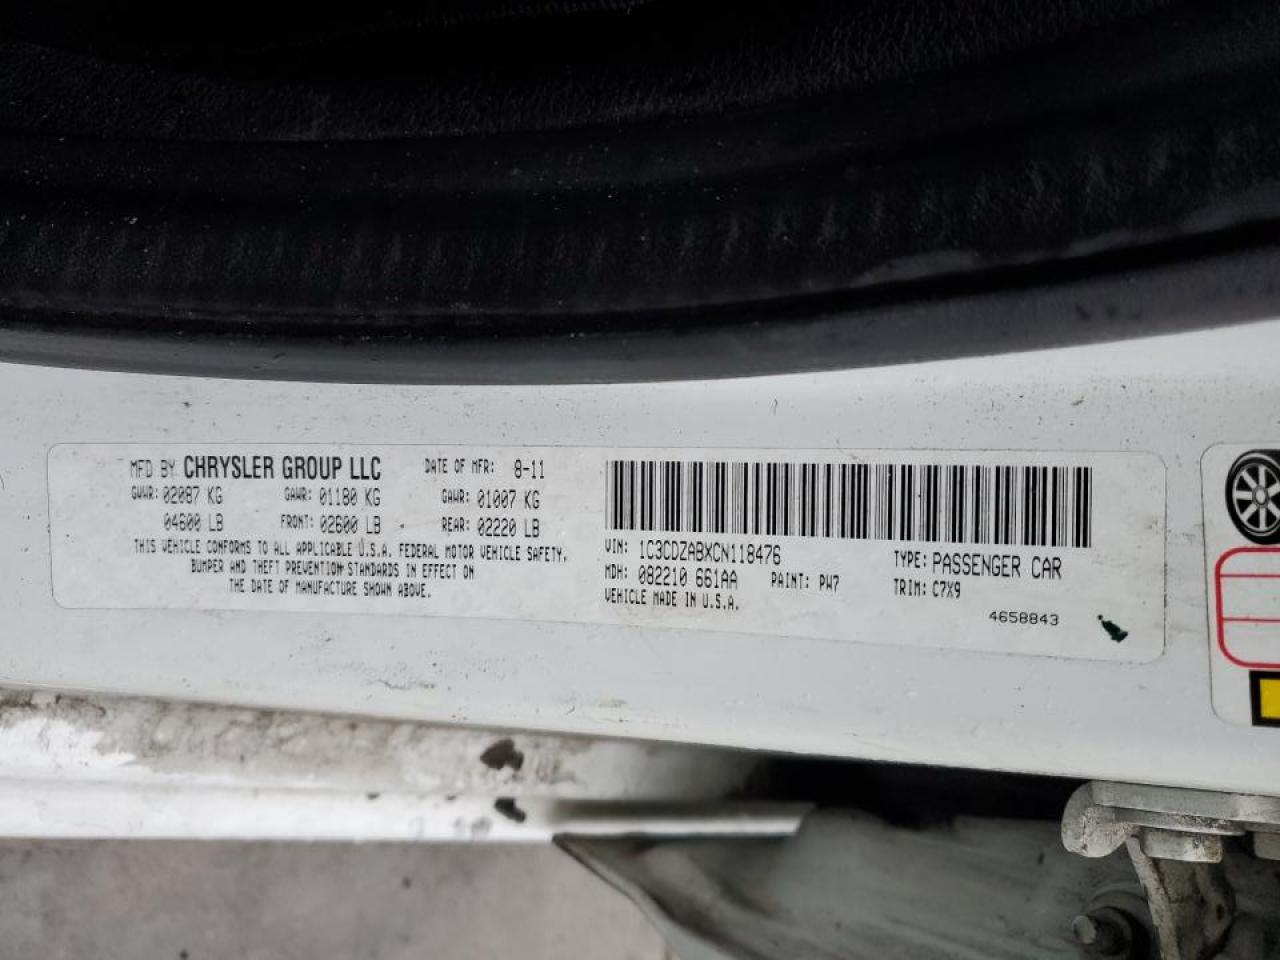 MFD BY CHRYSLER GROUP LLC DATE OF MFR: 8-11
GVWR: 02087 KG GAWR: 01180 KG GAWR: 01007 KG
04600 LB FRONT: 02600 LB REAR: 02220 LB
THIS VEHICLE CONFORMS TO ALL APPLICABLE U.S.A. FEDERAL MOTOR VEHICLE SAFETY,
BUMPER AND THEFT PREVENTION STANDARDS IN EFFECT ON
THE DATE OF MANUFACTURE SHOWN ABOVE.
VIN: 1C3CDZABXCN118476 TYPE: PASSENGER CAR
MDH: 082210 661AA PAINT: PW7 TRIM: C7X9
VEHICLE MADE IN U.S.A.
4658843